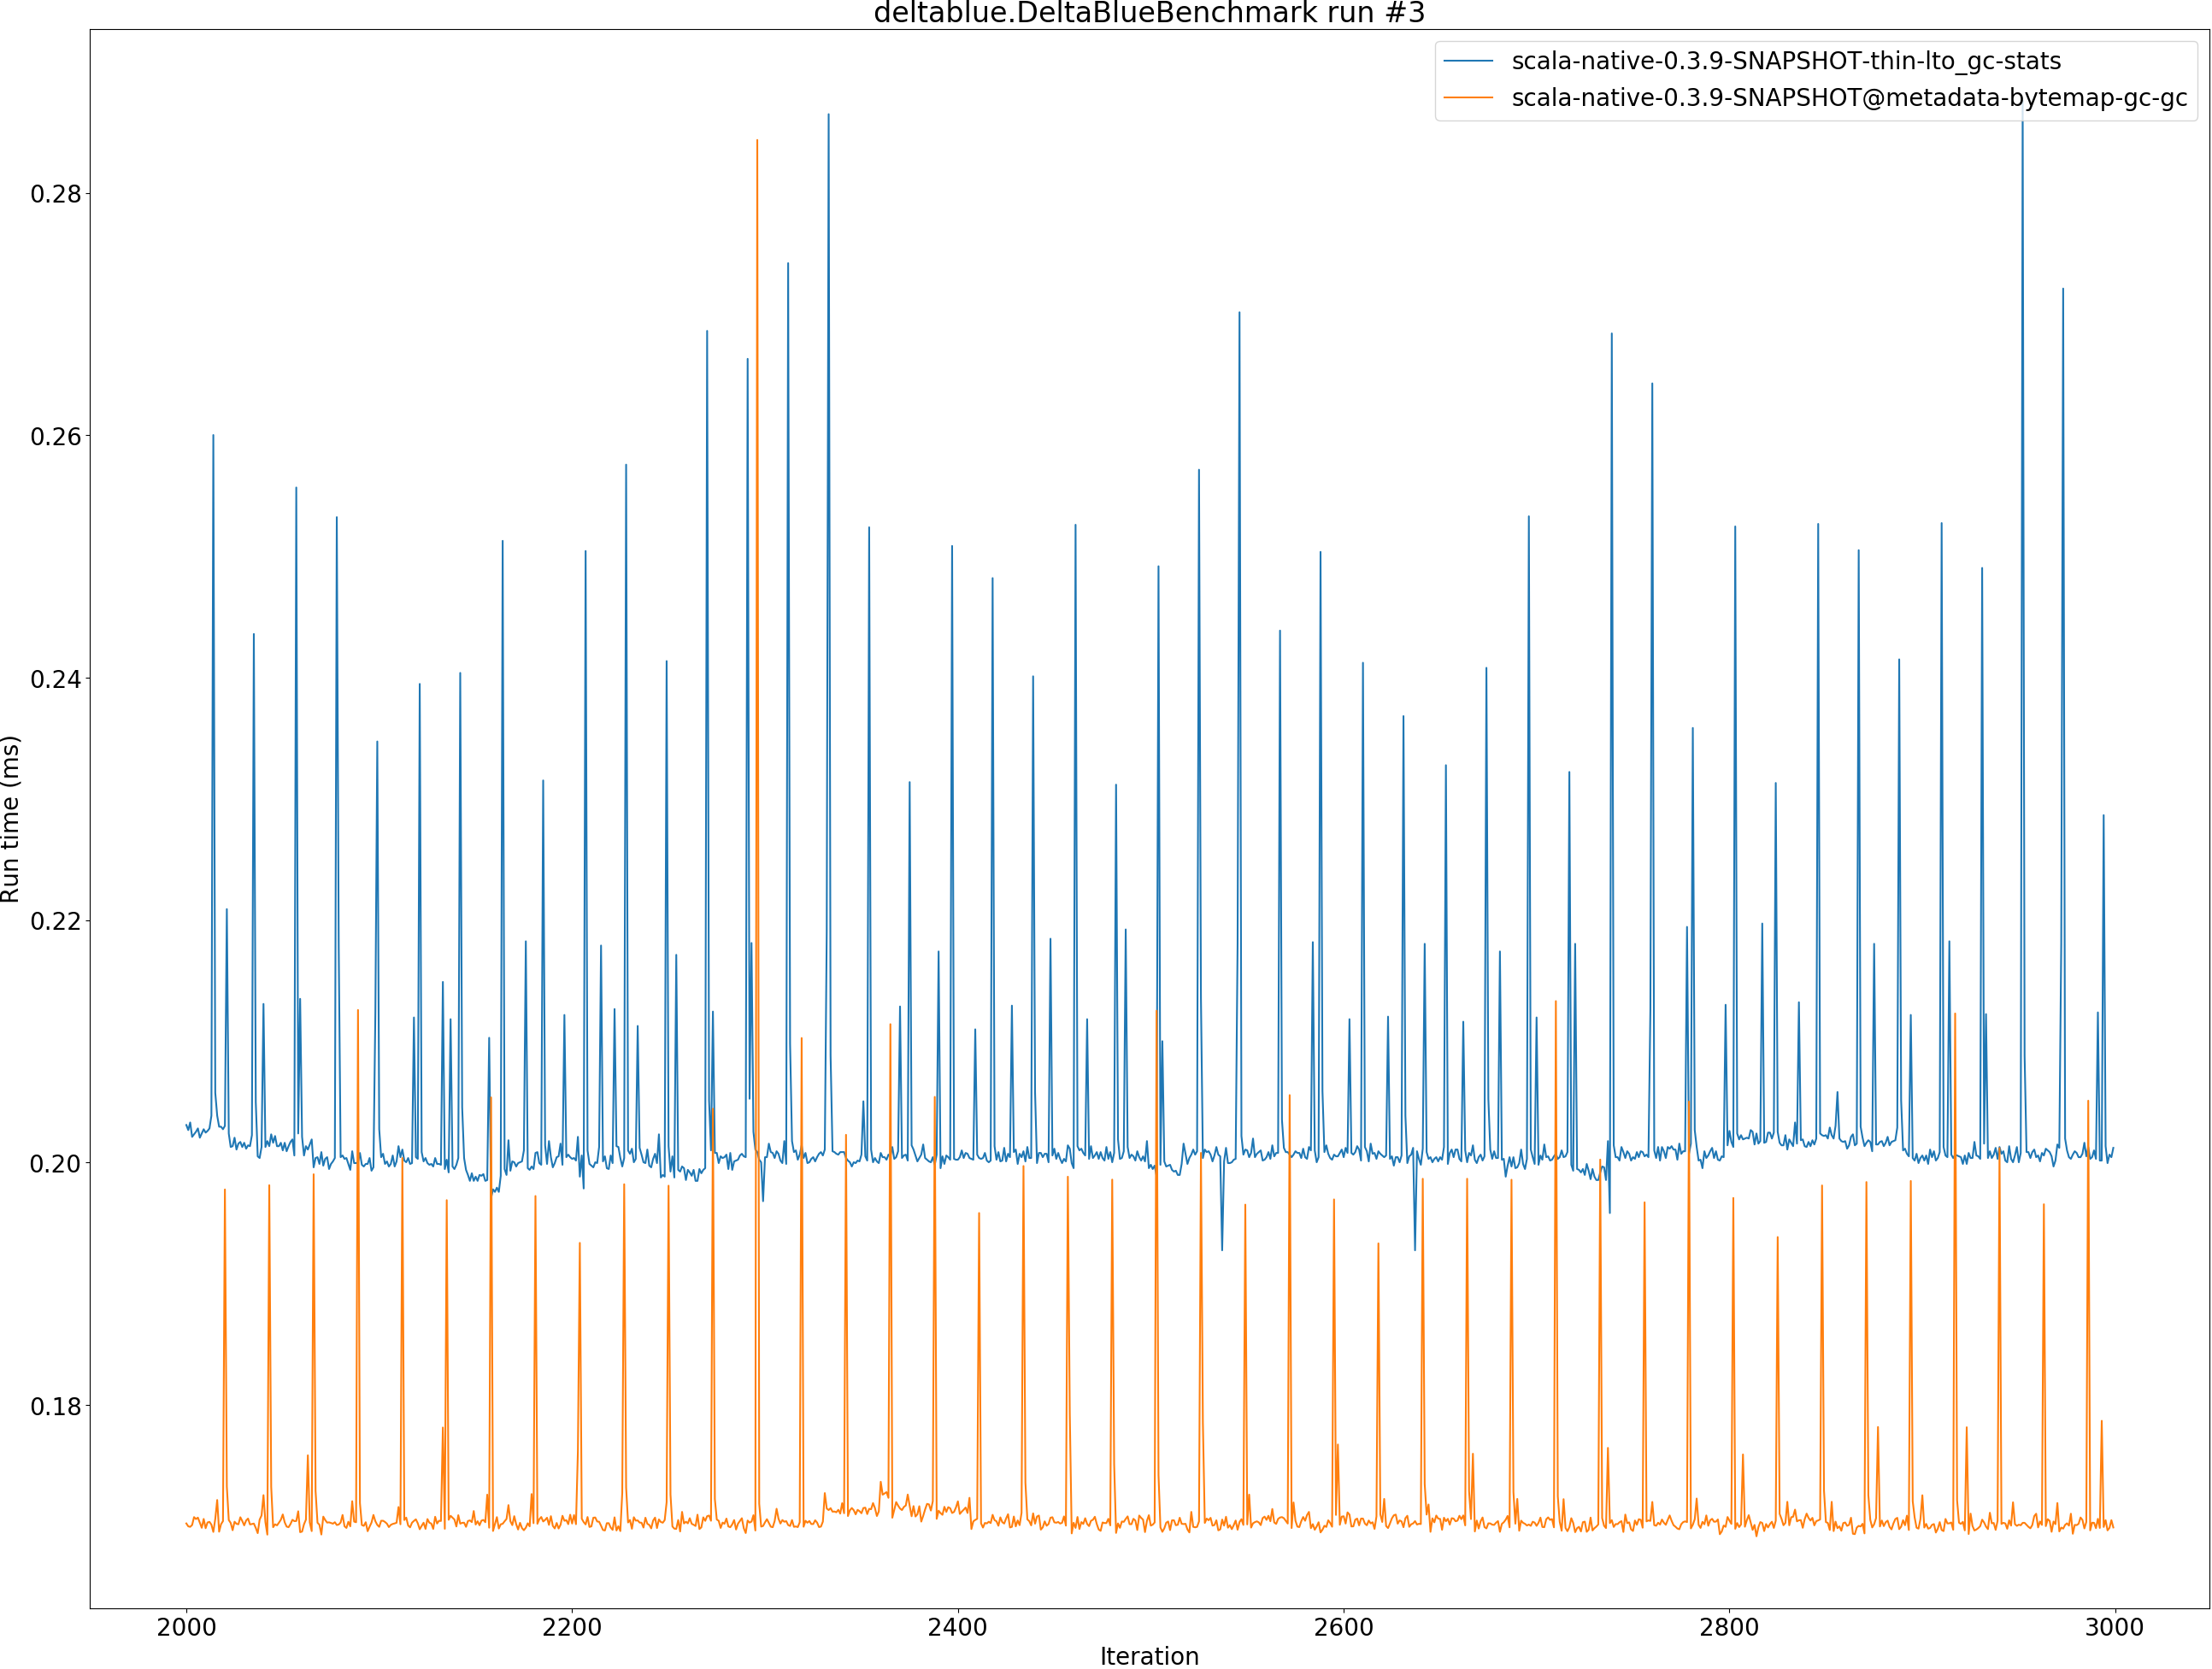 deltablue.DeltaBlueBenchmark run #3
scala-native-0.3.9-SNAPSHOT-thin-lto_gc-stats
scala-native-0.3.9-SNAPSHOT@metadata-bytemap-gc-gc
Run time (ms)
0.28
0.26
0.24
0.22
0.20
0.18
2000 2200 2400 2600 2800 3000
Iteration